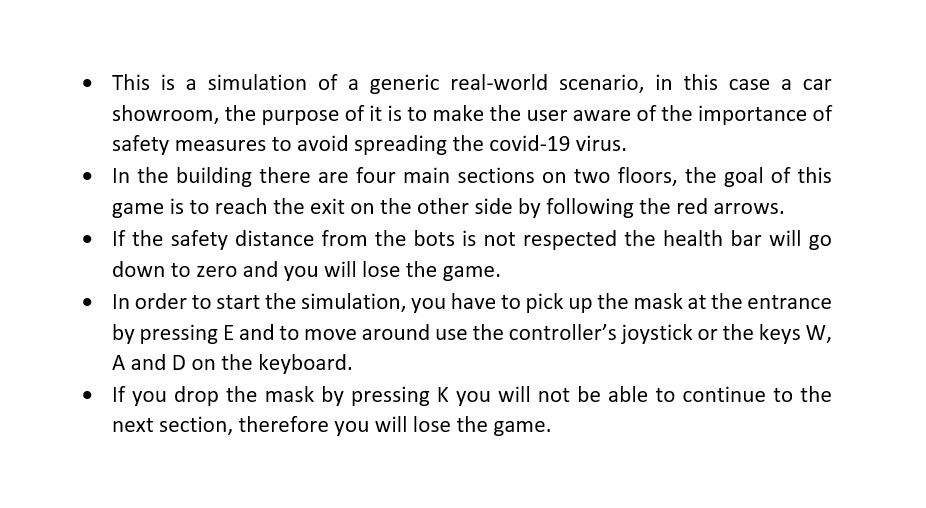 • This is a simulation of a generic real-world scenario, in this case a car
showroom, the purpose of it is to make the user aware of the importance of
safety measures to avoid spreading the covid-19 virus.
• In the building there are four main sections on two floors, the goal of this
game is to reach the exit on the other side by following the red arrows.
• If the safety distance from the bots is not respected the health bar will go
down to zero and you will lose the game.
• In order to start the simulation, you have to pick up the mask at the entrance
by pressing E and to move around use the controller’s joystick or the keys W,
A and D on the keyboard.
• If you drop the mask by pressing K you will not be able to continue to the
next section, therefore you will lose the game.